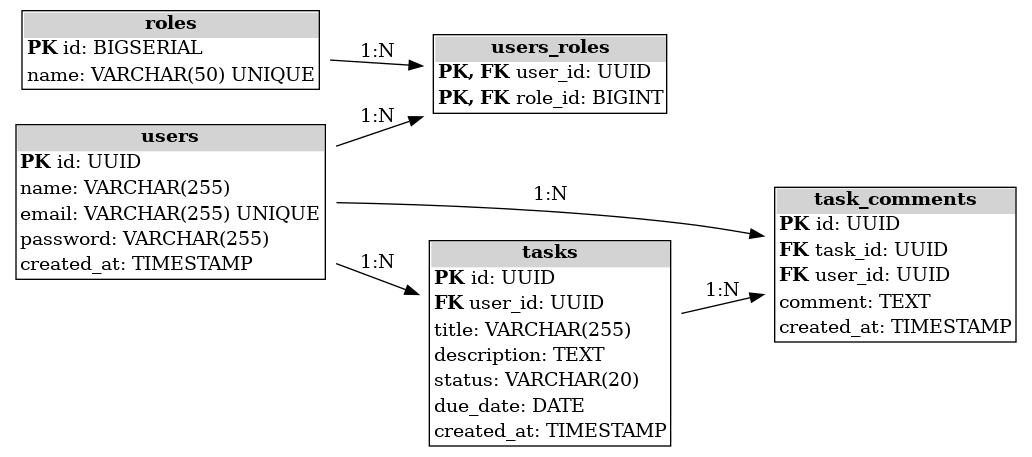 roles
PK id: BIGSERIAL
name: VARCHAR(50) UNIQUE
1:N
users_roles
PK, FK user_id: UUID
PK, FK role_id: BIGINT
1:N
users
PK id: UUID
name: VARCHAR(255)
email: VARCHAR(255) UNIQUE
password: VARCHAR(255)
created_at: TIMESTAMP
1:N
task_comments
PK id: UUID
FK task_id: UUID
FK user_id: UUID
comment: TEXT
created_at: TIMESTAMP
1:N
tasks
PK id: UUID
FK user_id: UUID
title: VARCHAR(255)
description: TEXT
status: VARCHAR(20)
due_date: DATE
created_at: TIMESTAMP
1:N